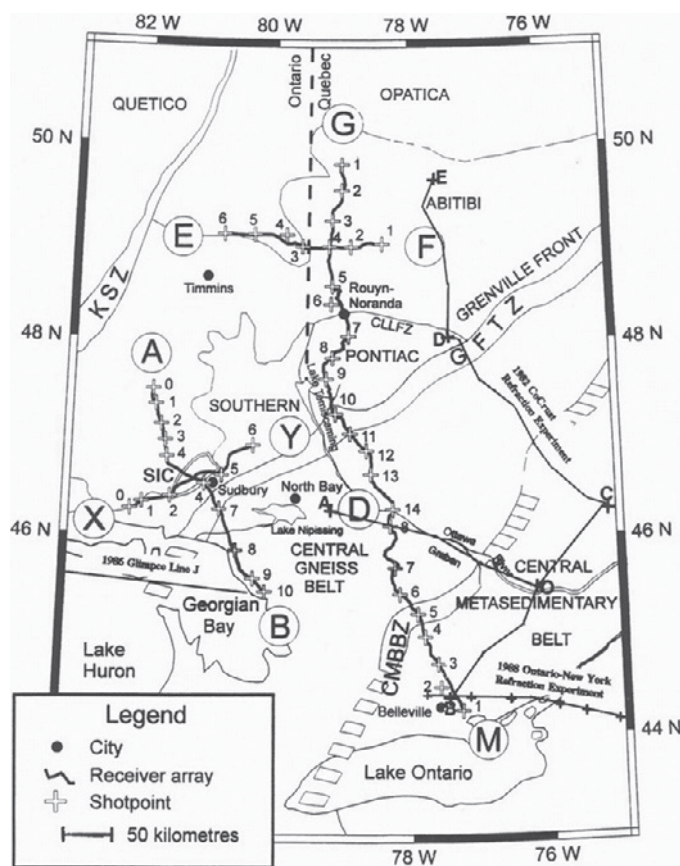 82 W 80 W 78 W 76 W
QUETICO
Ontario
Quebec
OPATICA
50 N
50 N
G
1
2
E
ABITIBI
3
E
6 5 4
3
4 2 1
F
KSZ
Timmins
5
6
Rouyn-
Noranda
GRENVILLE FRONT
48 N
CLLFZ
D
G F T Z
48 N
7
8
PONTIAC
9
A
0
1
2
3
4
SOUTHERN
Y
6
Lake Temiscaming
10
11
12
13
1982 CoCrust
Refraction Experiment
SIC
5
4
Sudbury
X
0
1
2
North Bay
A
D
14
C
46 N
46 N
7
Lake Nipissing
8
Ottawa
Graben
CENTRAL
GNEISS
BELT
1986 Glimpce Line J
8
9
10
7
6
CENTRAL
O
METASEDIMENTARY
BELT
Georgian
Bay
B
5
4
3
CMBBZ
Lake
Huron
2
1988 Ontario-New York
Refraction Experiment
Belleville
B
1
M
44 N
Lake Ontario
Legend
City
Receiver array
Shotpoint
50 kilometres
78 W 76 W